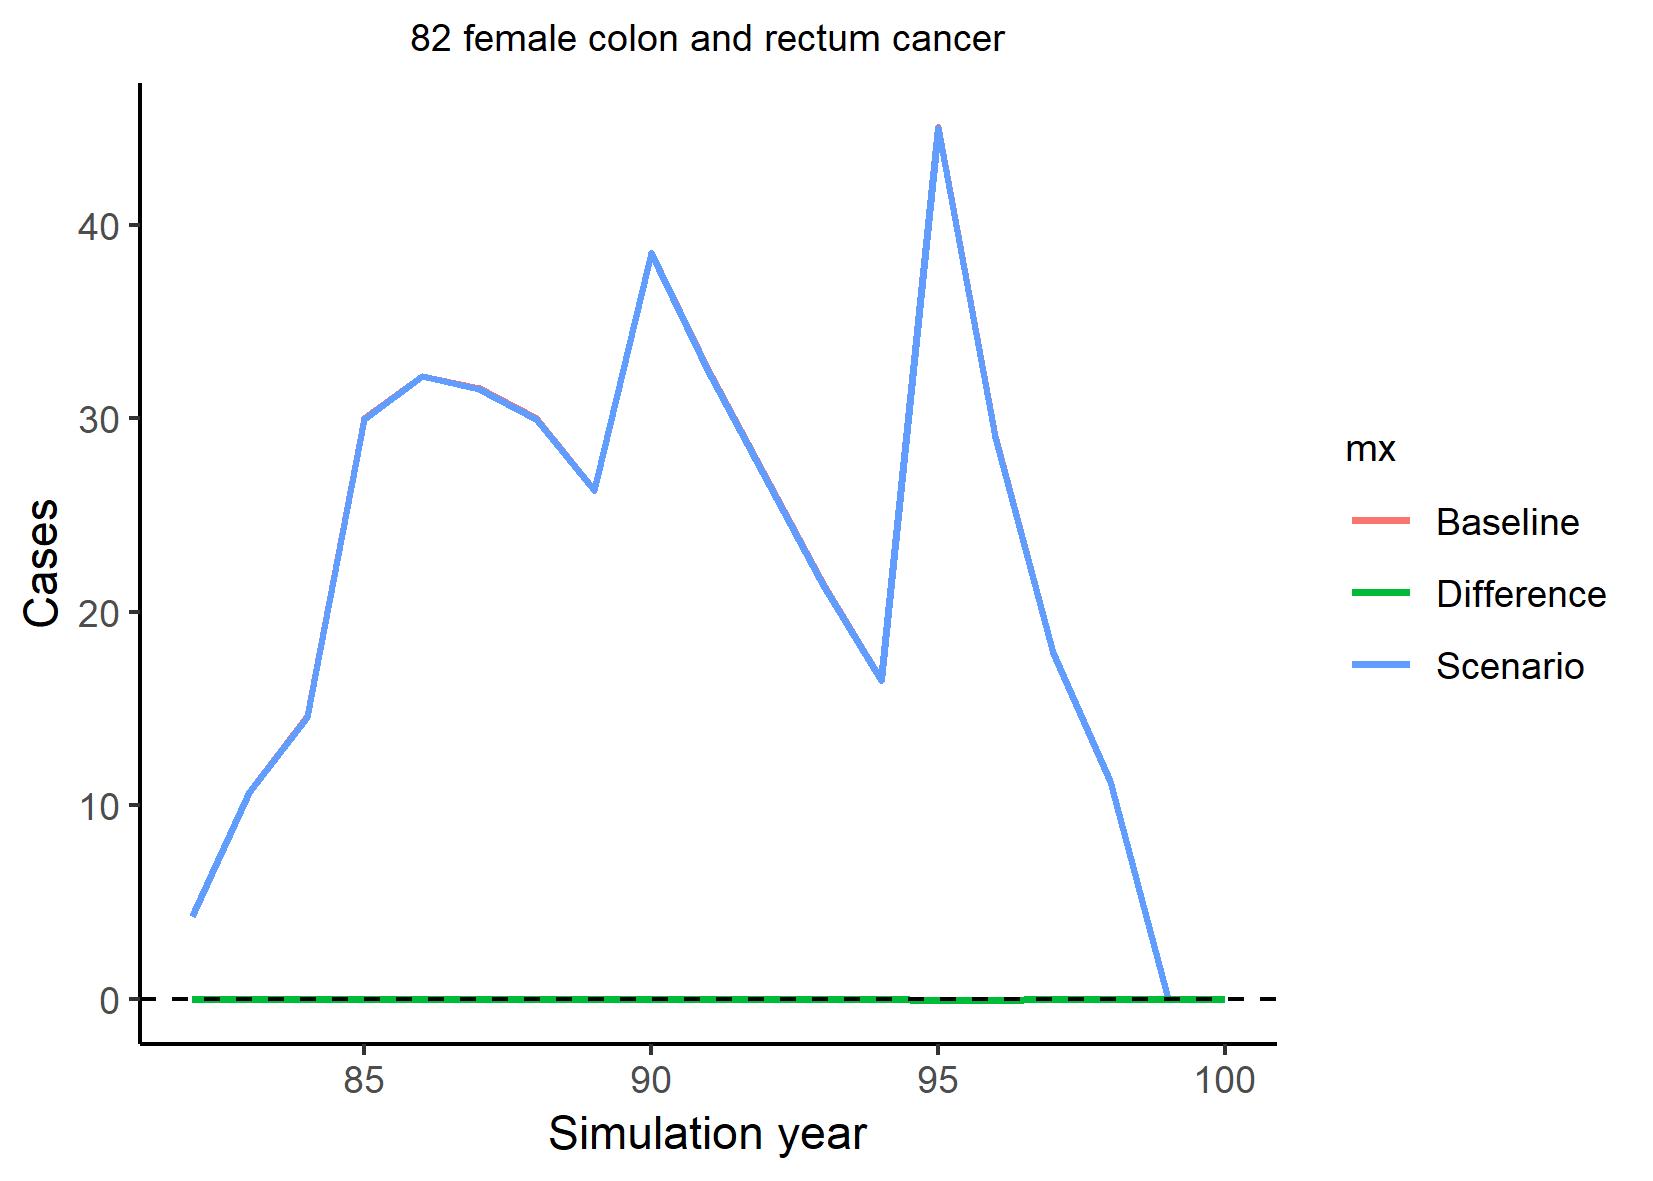 82 female colon and rectum cancer
Cases
40
30
20
10
0
85 90 95 100
Simulation year
mx
Baseline
Difference
Scenario